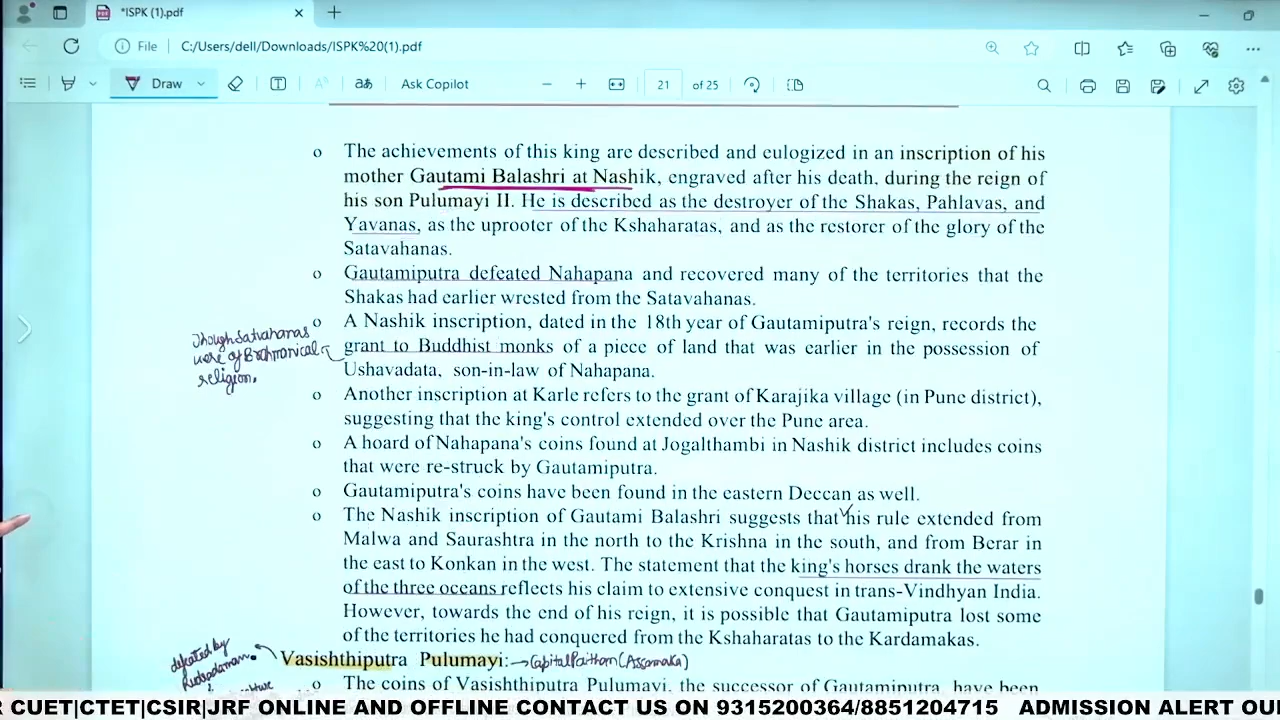 *ISPK (1).pdf
File
C:/Users/dell/Downloads/ISPK%20(1).pdf
Draw
aあ
Ask Copilot
21
of 25
o The achievements of this king are described and eulogized in an inscription of his
mother Gautami Balashri at Nashik, engraved after his death, during the reign of
his son Pulumayi II. He is described as the destroyer of the Shakas, Pahlavas, and
Yavanas, as the uprooter of the Kshaharatas, and as the restorer of the glory of the
Satavahanas.
o Gautamiputra defeated Nahapana and recovered many of the territories that the
Shakas had earlier wrested from the Satavahanas.
o A Nashik inscription, dated in the 18th year of Gautamiputra's reign, records the
grant to Buddhist monks of a piece of land that was earlier in the possession of
Ushavadata, son-in-law of Nahapana.
Though Satvahanas
were of Brahmanical
religion.
o Another inscription at Karle refers to the grant of Karajika village (in Pune district),
suggesting that the king's control extended over the Pune area.
o A hoard of Nahapana's coins found at Jogalthambi in Nashik district includes coins
that were re-struck by Gautamiputra.
o Gautamiputra's coins have been found in the eastern Deccan as well.
o The Nashik inscription of Gautami Balashri suggests that his rule extended from
Malwa and Saurashtra in the north to the Krishna in the south, and from Berar in
the east to Konkan in the west. The statement that the king's horses drank the waters
of the three oceans reflects his claim to extensive conquest in trans-Vindhyan India.
However, towards the end of his reign, it is possible that Gautamiputra lost some
of the territories he had conquered from the Kshaharatas to the Kardamakas.
defeated by
Rudradaman.
Vasishthiputra Pulumayi: → Capital Paithan (Assamaka)
o The coins of Vasishthiputra Pulumayi, the successor of Gautamiputra, have been
R CUET|CTET|CSIR|JRF ONLINE AND OFFLINE CONTACT US ON 9315200364/8851204715 ADMISSION ALERT OU